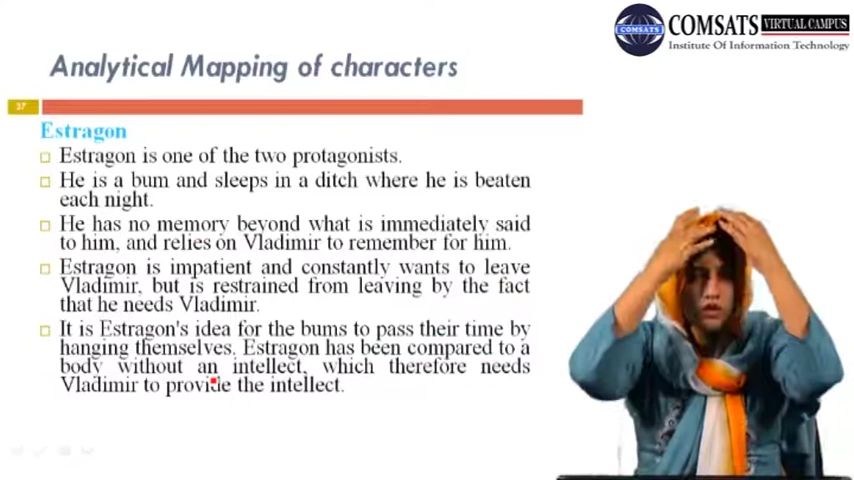 COMSATS VIRTUAL CAMPUS
Institute Of Information Technology
COMSATS
Analytical Mapping of characters
37
Estragon
Estragon is one of the two protagonists.
He is a bum and sleeps in a ditch where he is beaten
each night.
He has no memory beyond what is immediately said
to him, and relies on Vladimir to remember for him.
Estragon is impatient and constantly wants to leave
Vladimir, but is restrained from leaving by the fact
that he needs Vladimir.
It is Estragon's idea for the bums to pass their time by
hanging themselves. Estragon has been compared to a
body without an intellect, which therefore needs
Vladimir to provide the intellect.